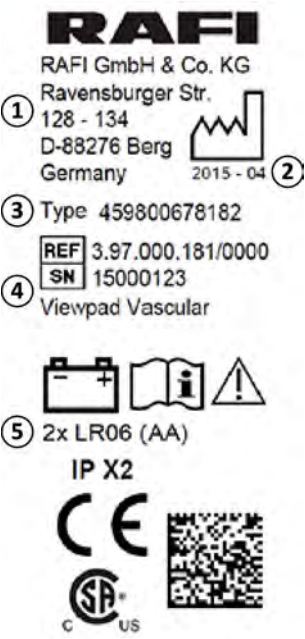 RAFI
RAFI GmbH & Co. KG
Ravensburger Str.
1 128 - 134
D-88276 Berg
Germany
2015 - 04 2
3 Type 459800678182
REF 3.97.000.181/0000
4 SN 15000123
Viewpad Vascular
- +
i
!
5 2x LR06 (AA)
IP X2
CE
CSA ®
C US